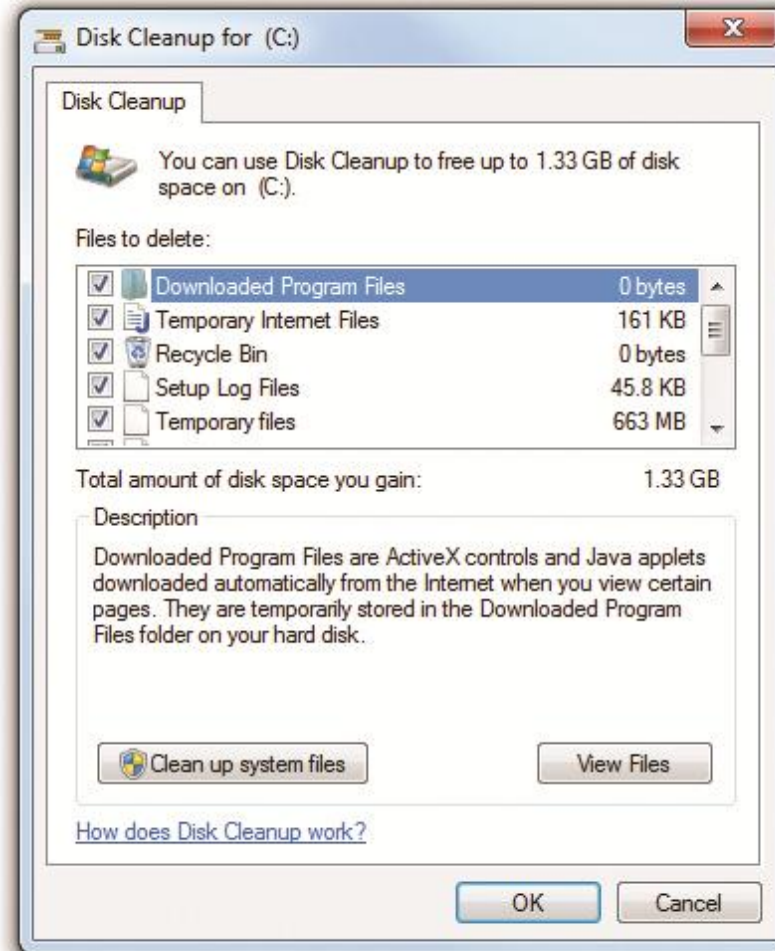 Disk Cleanup for (C:)
X
Disk Cleanup
You can use Disk Cleanup to free up to 1.33 GB of disk
space on (C:).
Files to delete:
Downloaded Program Files 0 bytes
Temporary Internet Files 161 KB
Recycle Bin 0 bytes
Setup Log Files 45.8 KB
Temporary files 663 MB
Total amount of disk space you gain: 1.33 GB
Description
Downloaded Program Files are ActiveX controls and Java applets
downloaded automatically from the Internet when you view certain
pages. They are temporarily stored in the Downloaded Program
Files folder on your hard disk.
Clean up system files View Files
How does Disk Cleanup work?
OK Cancel